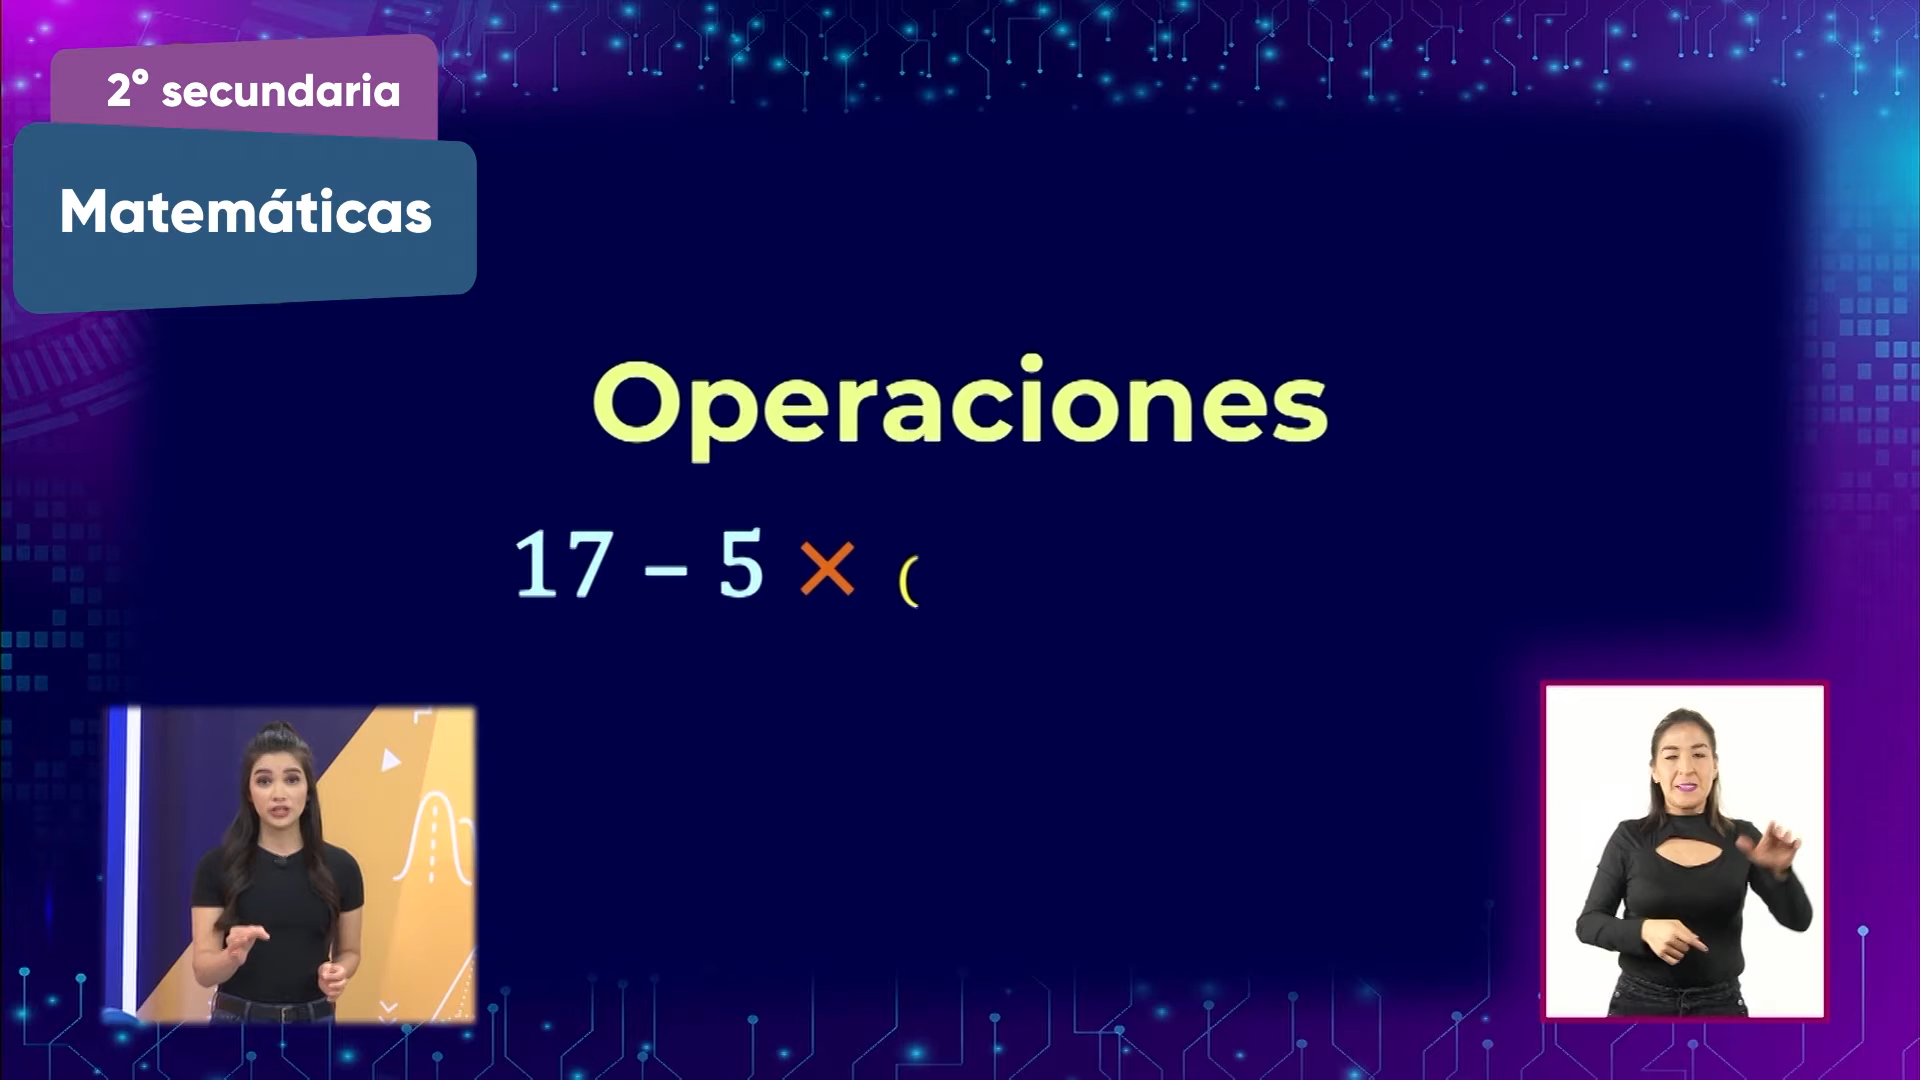 2° secundaria
Matemáticas
Operaciones
17 – 5 × (